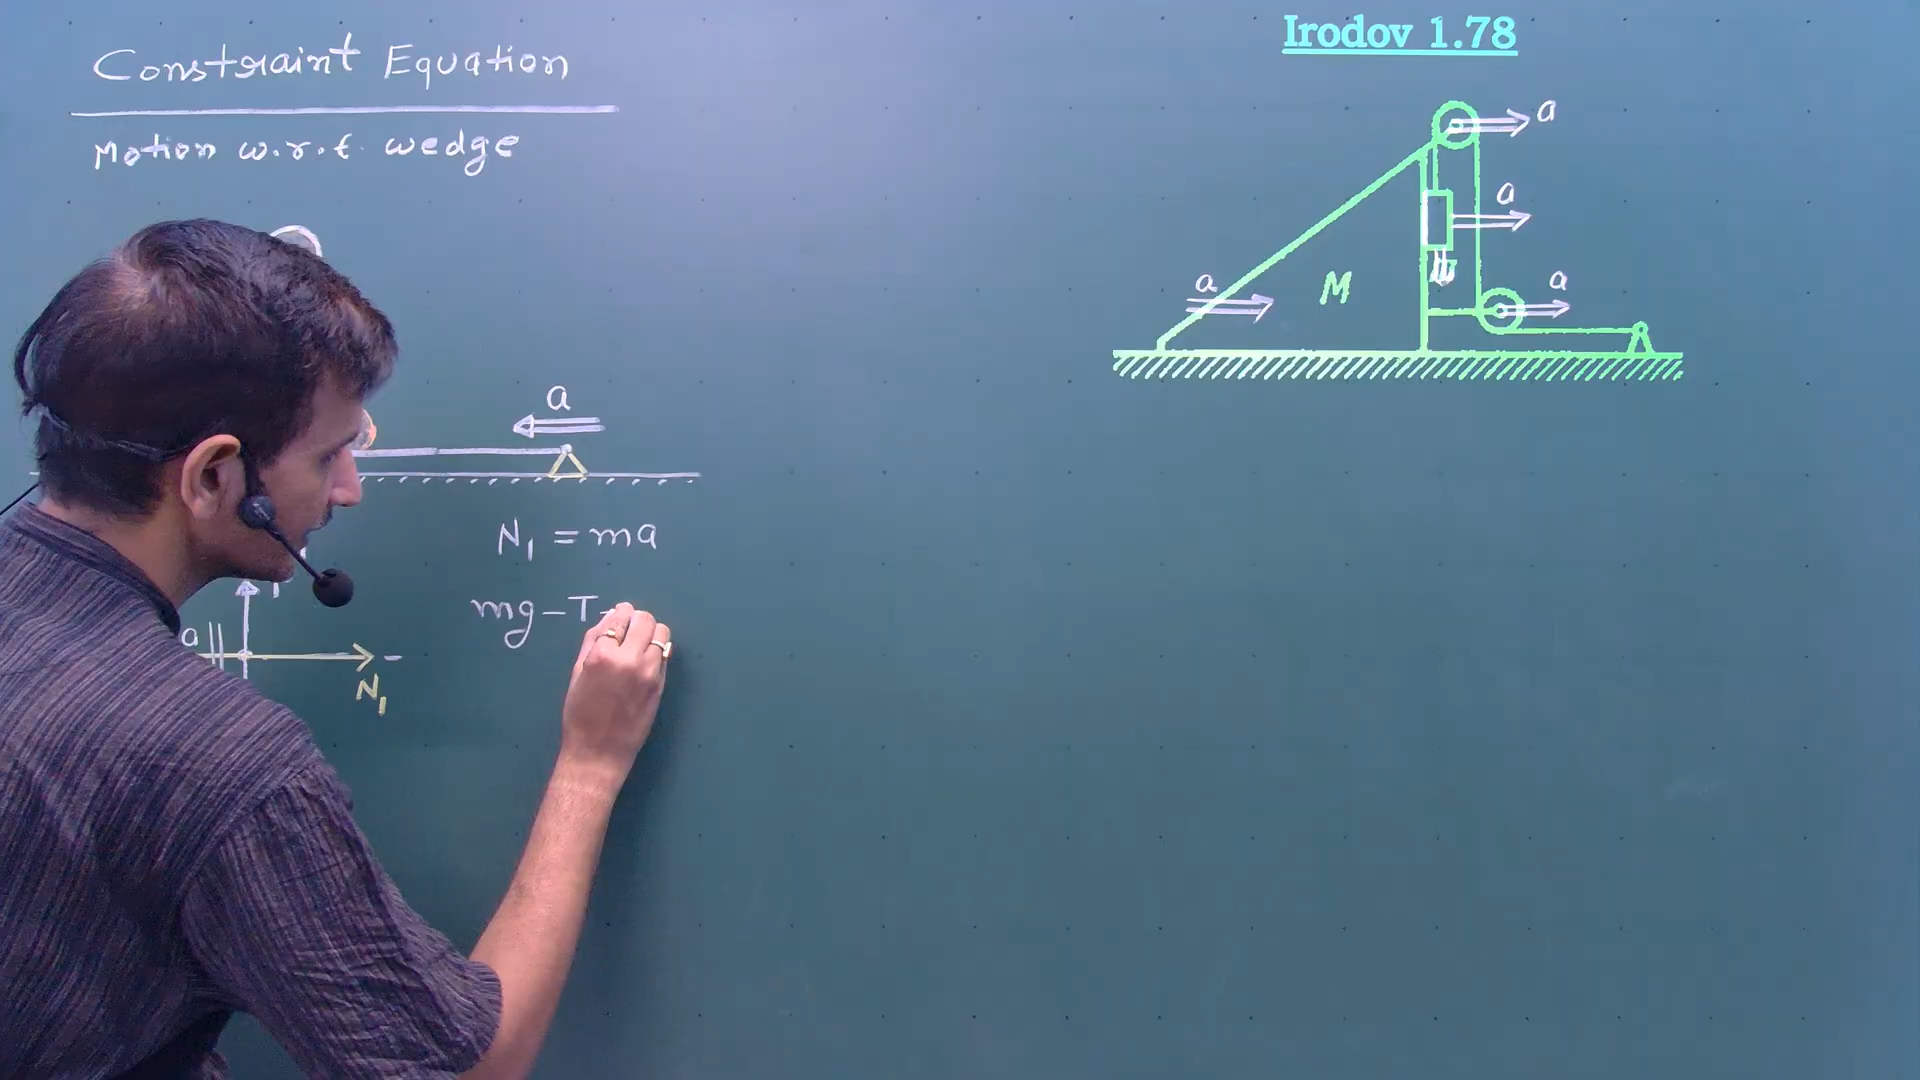 Constraint Equation
Motion w.r.t. wedge
a
N₁ = ma
mg – T
a
N₁
Irodov 1.78
a
a
a
M
a